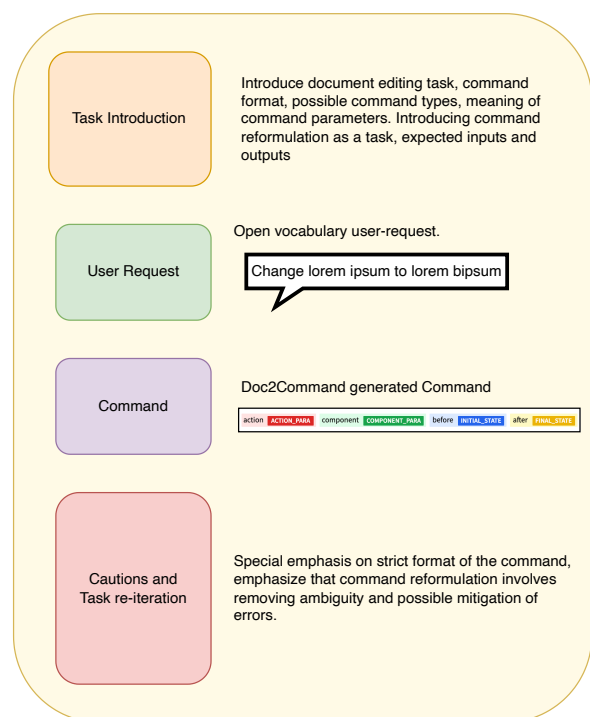 Task Introduction
Introduce document editing task, command
format, possible command types, meaning of
command parameters. Introducing command
reformulation as a task, expected inputs and
outputs
User Request
Open vocabulary user-request.
Change lorem ipsum to lorem bipsum
Command
Doc2Command generated Command
action ACTION_PARA component COMPONENT_PARA before INITIAL_STATE after FINAL_STATE
Cautions and
Task re-iteration
Special emphasis on strict format of the command,
emphasize that command reformulation involves
removing ambiguity and possible mitigation of
errors.